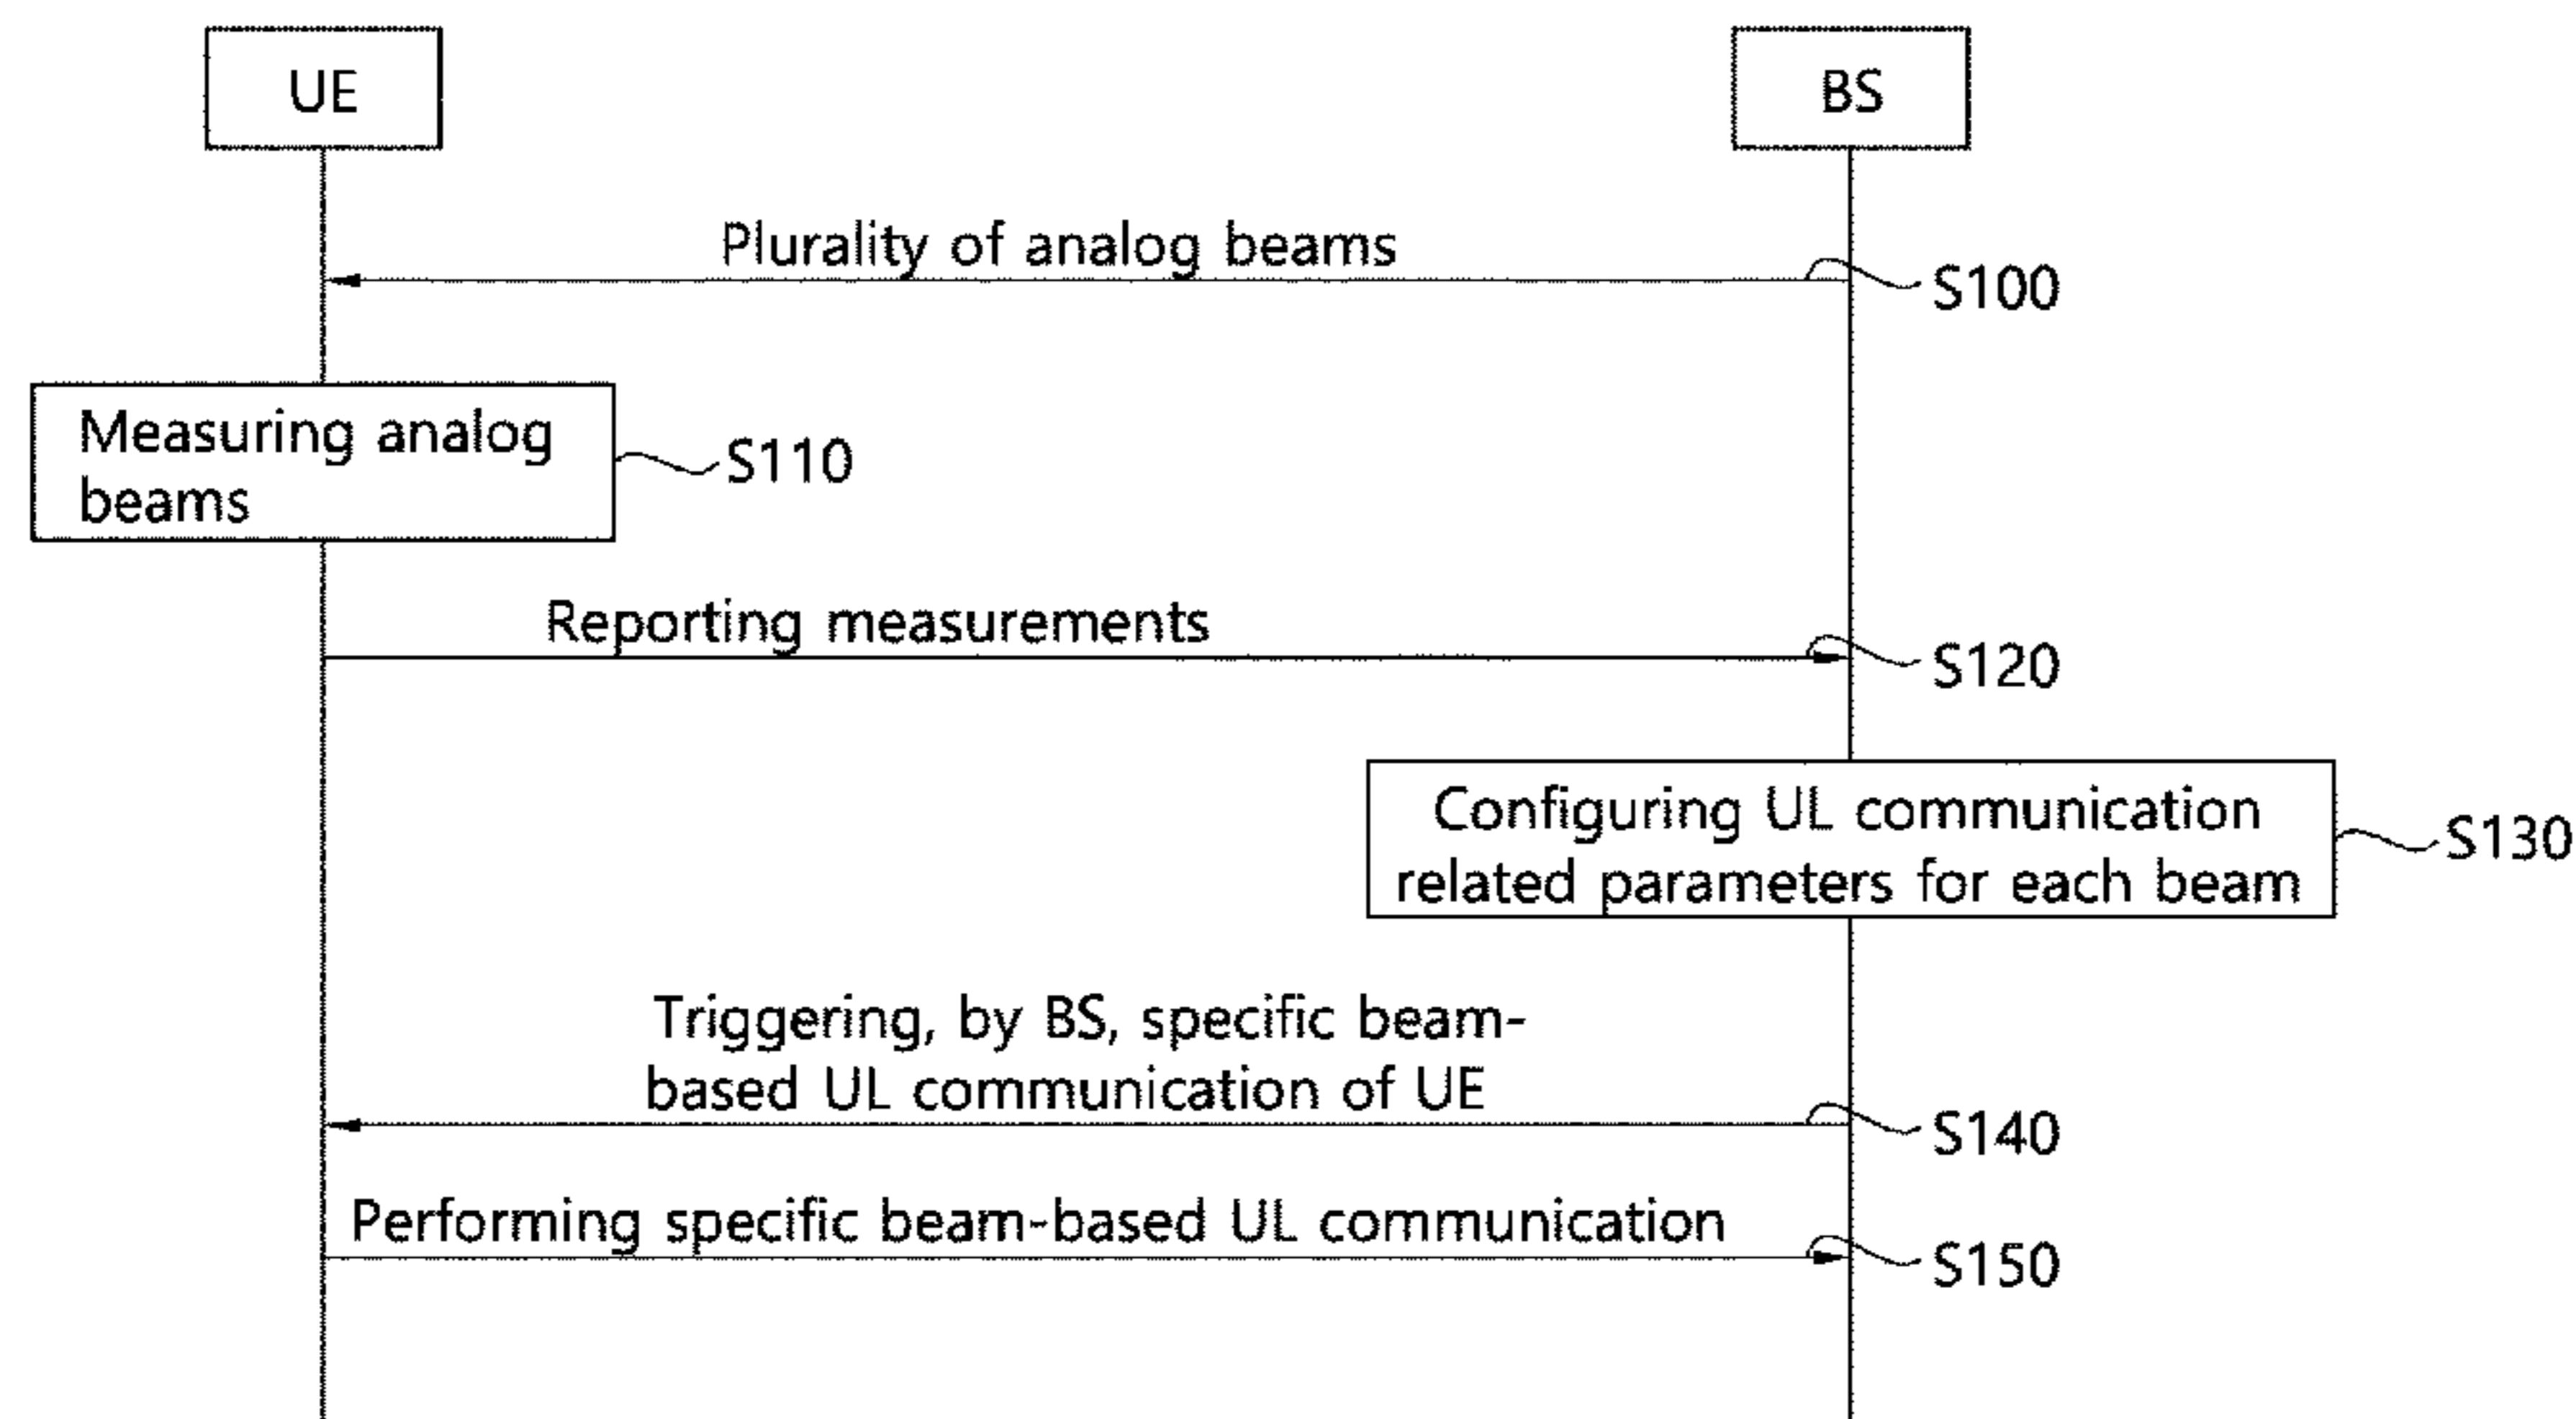 UE
BS
Plurality of analog beams
S100
Measuring analog
beams
S110
Reporting measurements
S120
Configuring UL communication
related parameters for each beam
S130
Triggering, by BS, specific beam-
based UL communication of UE
S140
Performing specific beam-based UL communication
S150